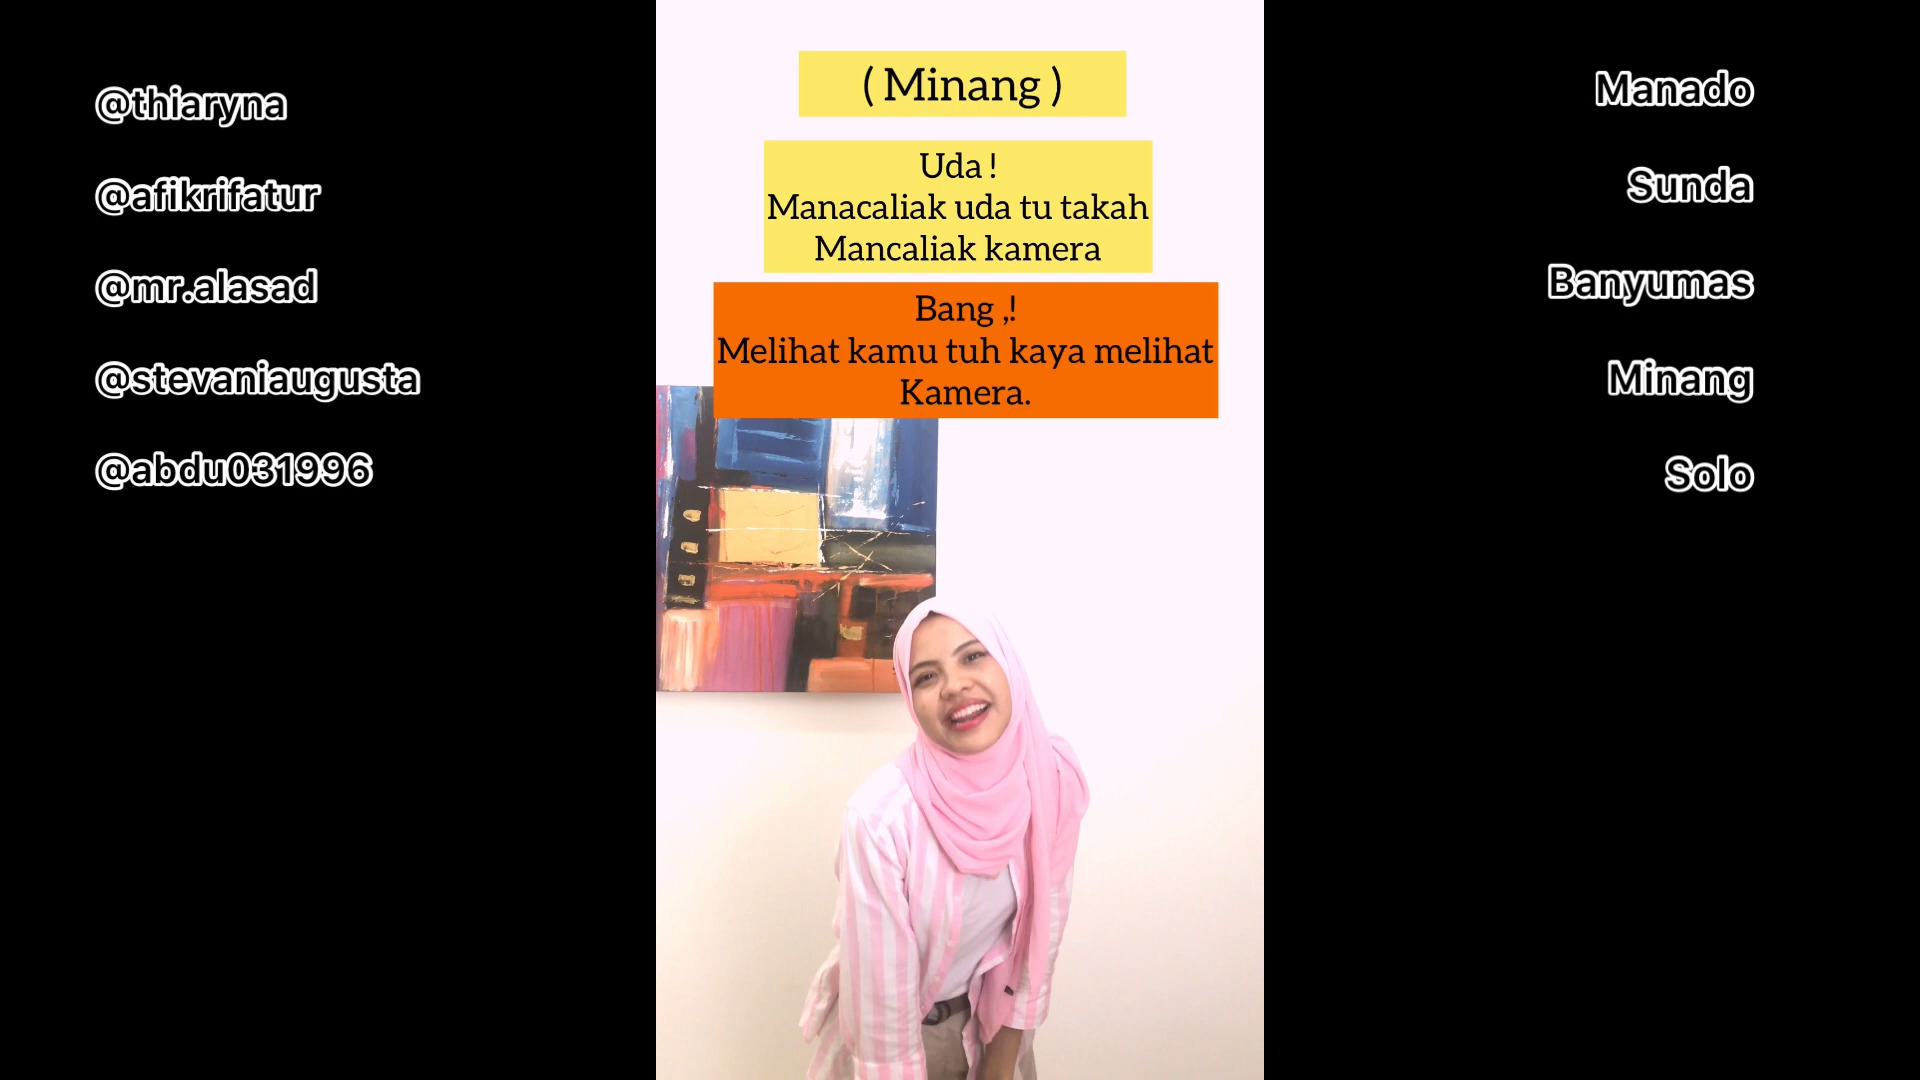 @thiaryna
@afikrifatur
@mr.alasad
@stevaniaugusta
@abdu031996
( Minang )
Uda !
Manacaliak uda tu takah
Mancaliak kamera
Bang ,!
Melihat kamu tuh kaya melihat
Kamera.
Manado
Sunda
Banyumas
Minang
Solo